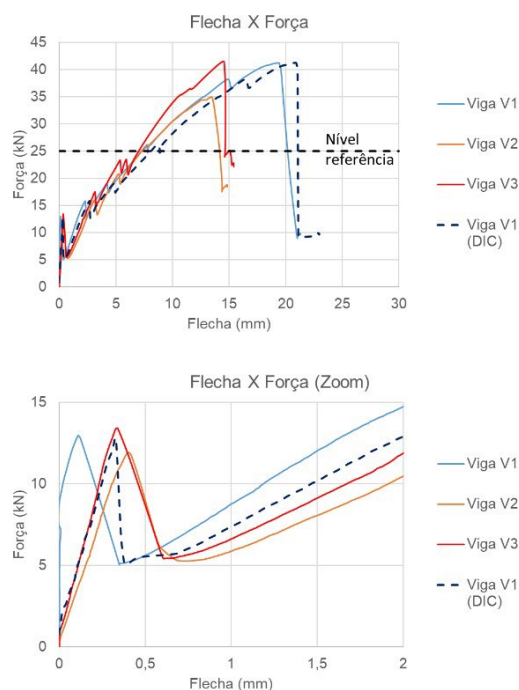 Flecha X Força
Força (kN)
45
40
35
30
25
20
15
10
5
0
Nível
referência
0 5 10 15 20 25 30
Flecha (mm)
Viga V1
Viga V2
Viga V3
Viga V1
(DIC)
Flecha X Força (Zoom)
Força (kN)
15
10
5
0
0 0,5 1 1,5 2
Flecha (mm)
Viga V1
Viga V2
Viga V3
Viga V1
(DIC)